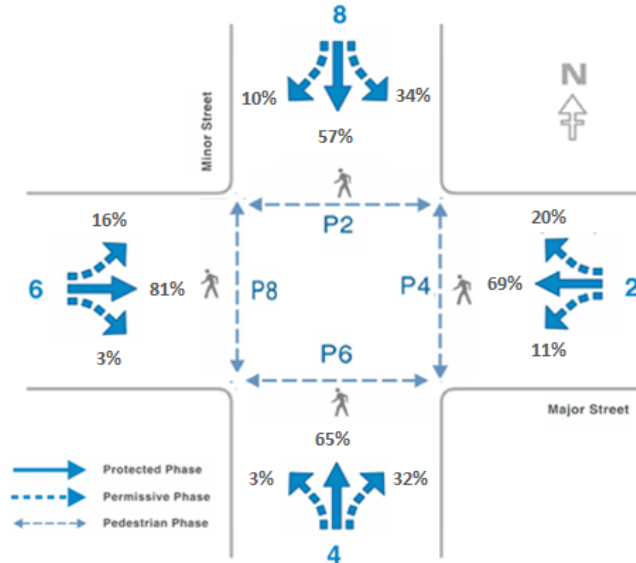 8
N
Minor Street
10%
34%
57%
P2
16%
20%
6
81%
P8
P4
69%
2
3%
11%
P6
Major Street
65%
Protected Phase
3%
32%
Permissive Phase
Pedestrian Phase
4